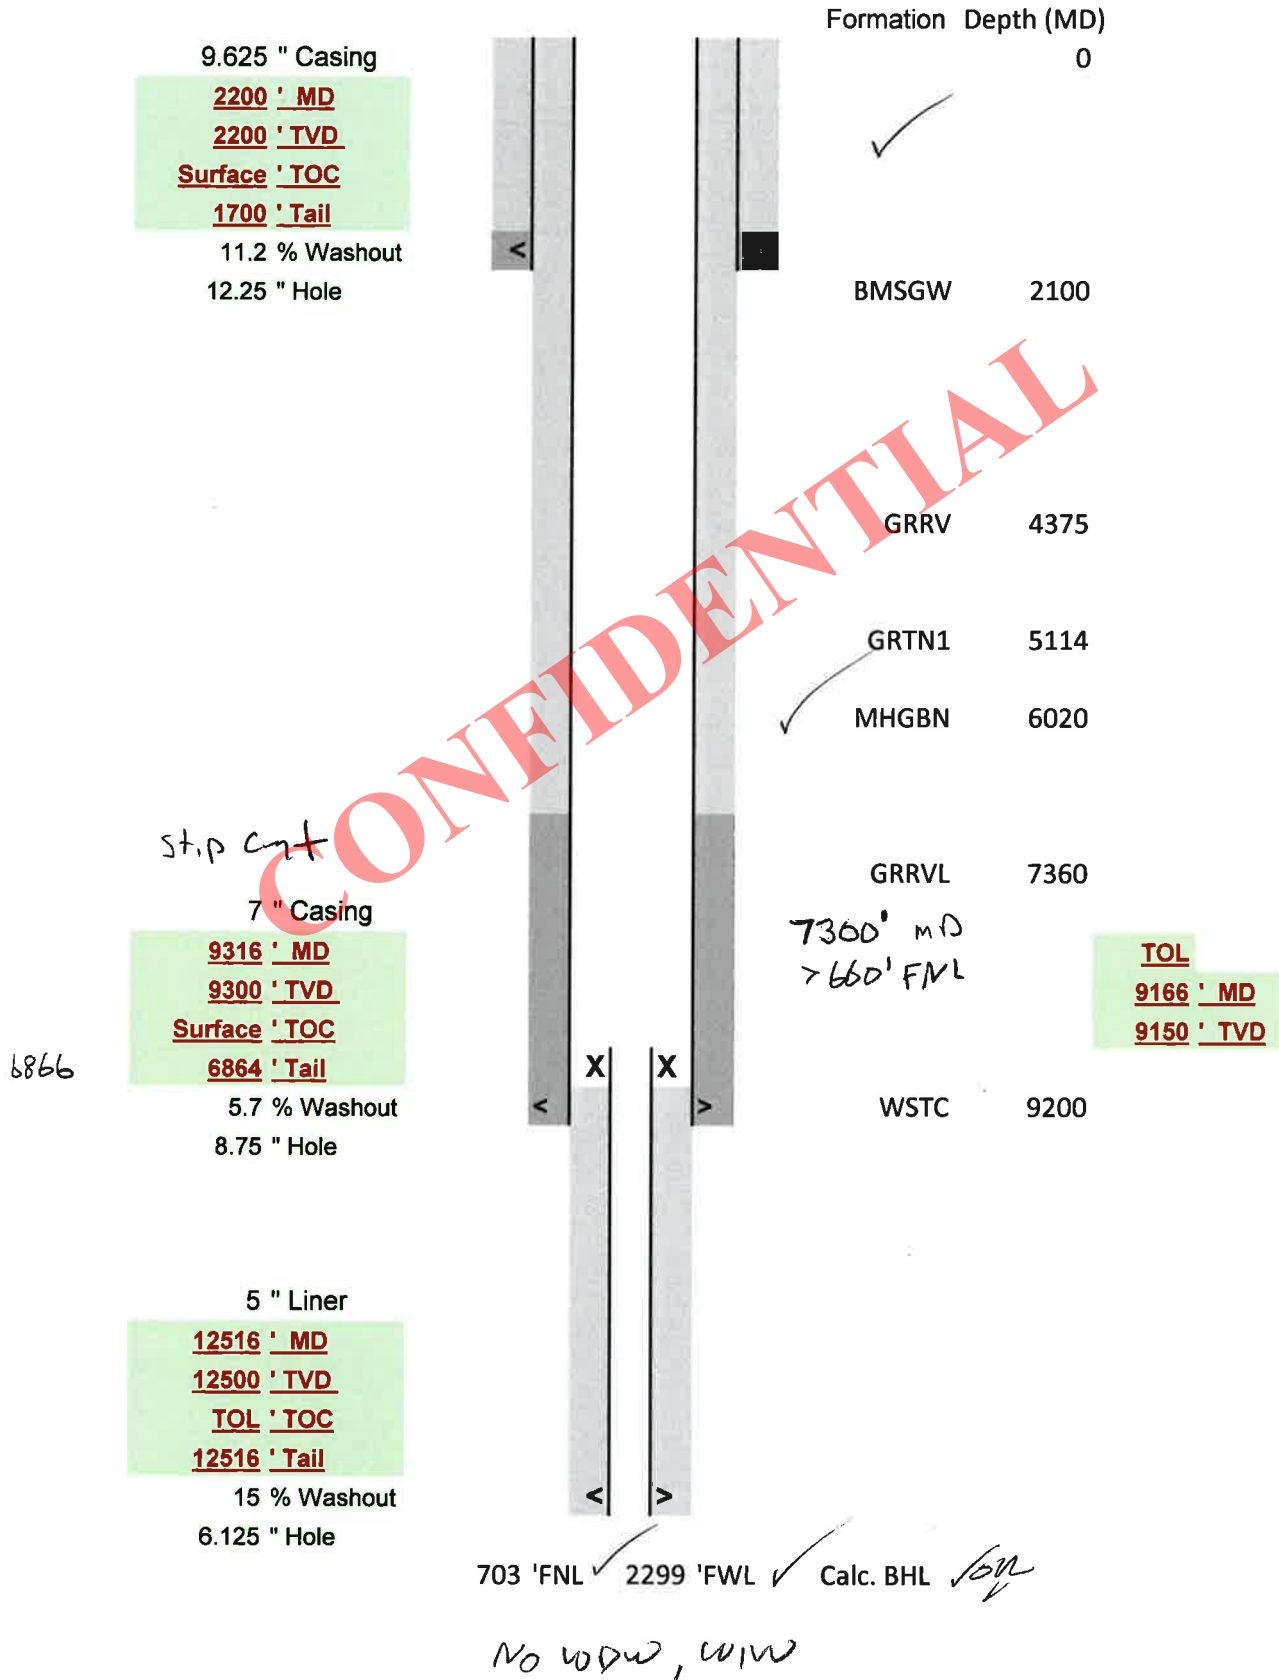 Formation Depth (MD)
0
9.625 " Casing
2200 ' MD
2200 ' TVD
Surface ' TOC
1700 ' Tail
11.2 % Washout
12.25 " Hole
<
BMSGW 2100
GRRV 4375
GRTN1 5114
MHGBN 6020
CONFIDENTIAL
stip cmt
GRRVL 7360
7" Casing
9316 ' MD
9300 ' TVD
Surface ' TOC
6864 ' Tail
5.7 % Washout
8.75 " Hole
6866
7300' MD
>660' FNL
TOL
9166 ' MD
9150 ' TVD
X X
< >
WSTC 9200
5 " Liner
12516 ' MD
12500 ' TVD
TOL ' TOC
12516 ' Tail
15 % Washout
6.125 " Hole
< >
703 'FNL ✓ 2299 'FWL ✓ Calc. BHL ✓
No WDW, WIW